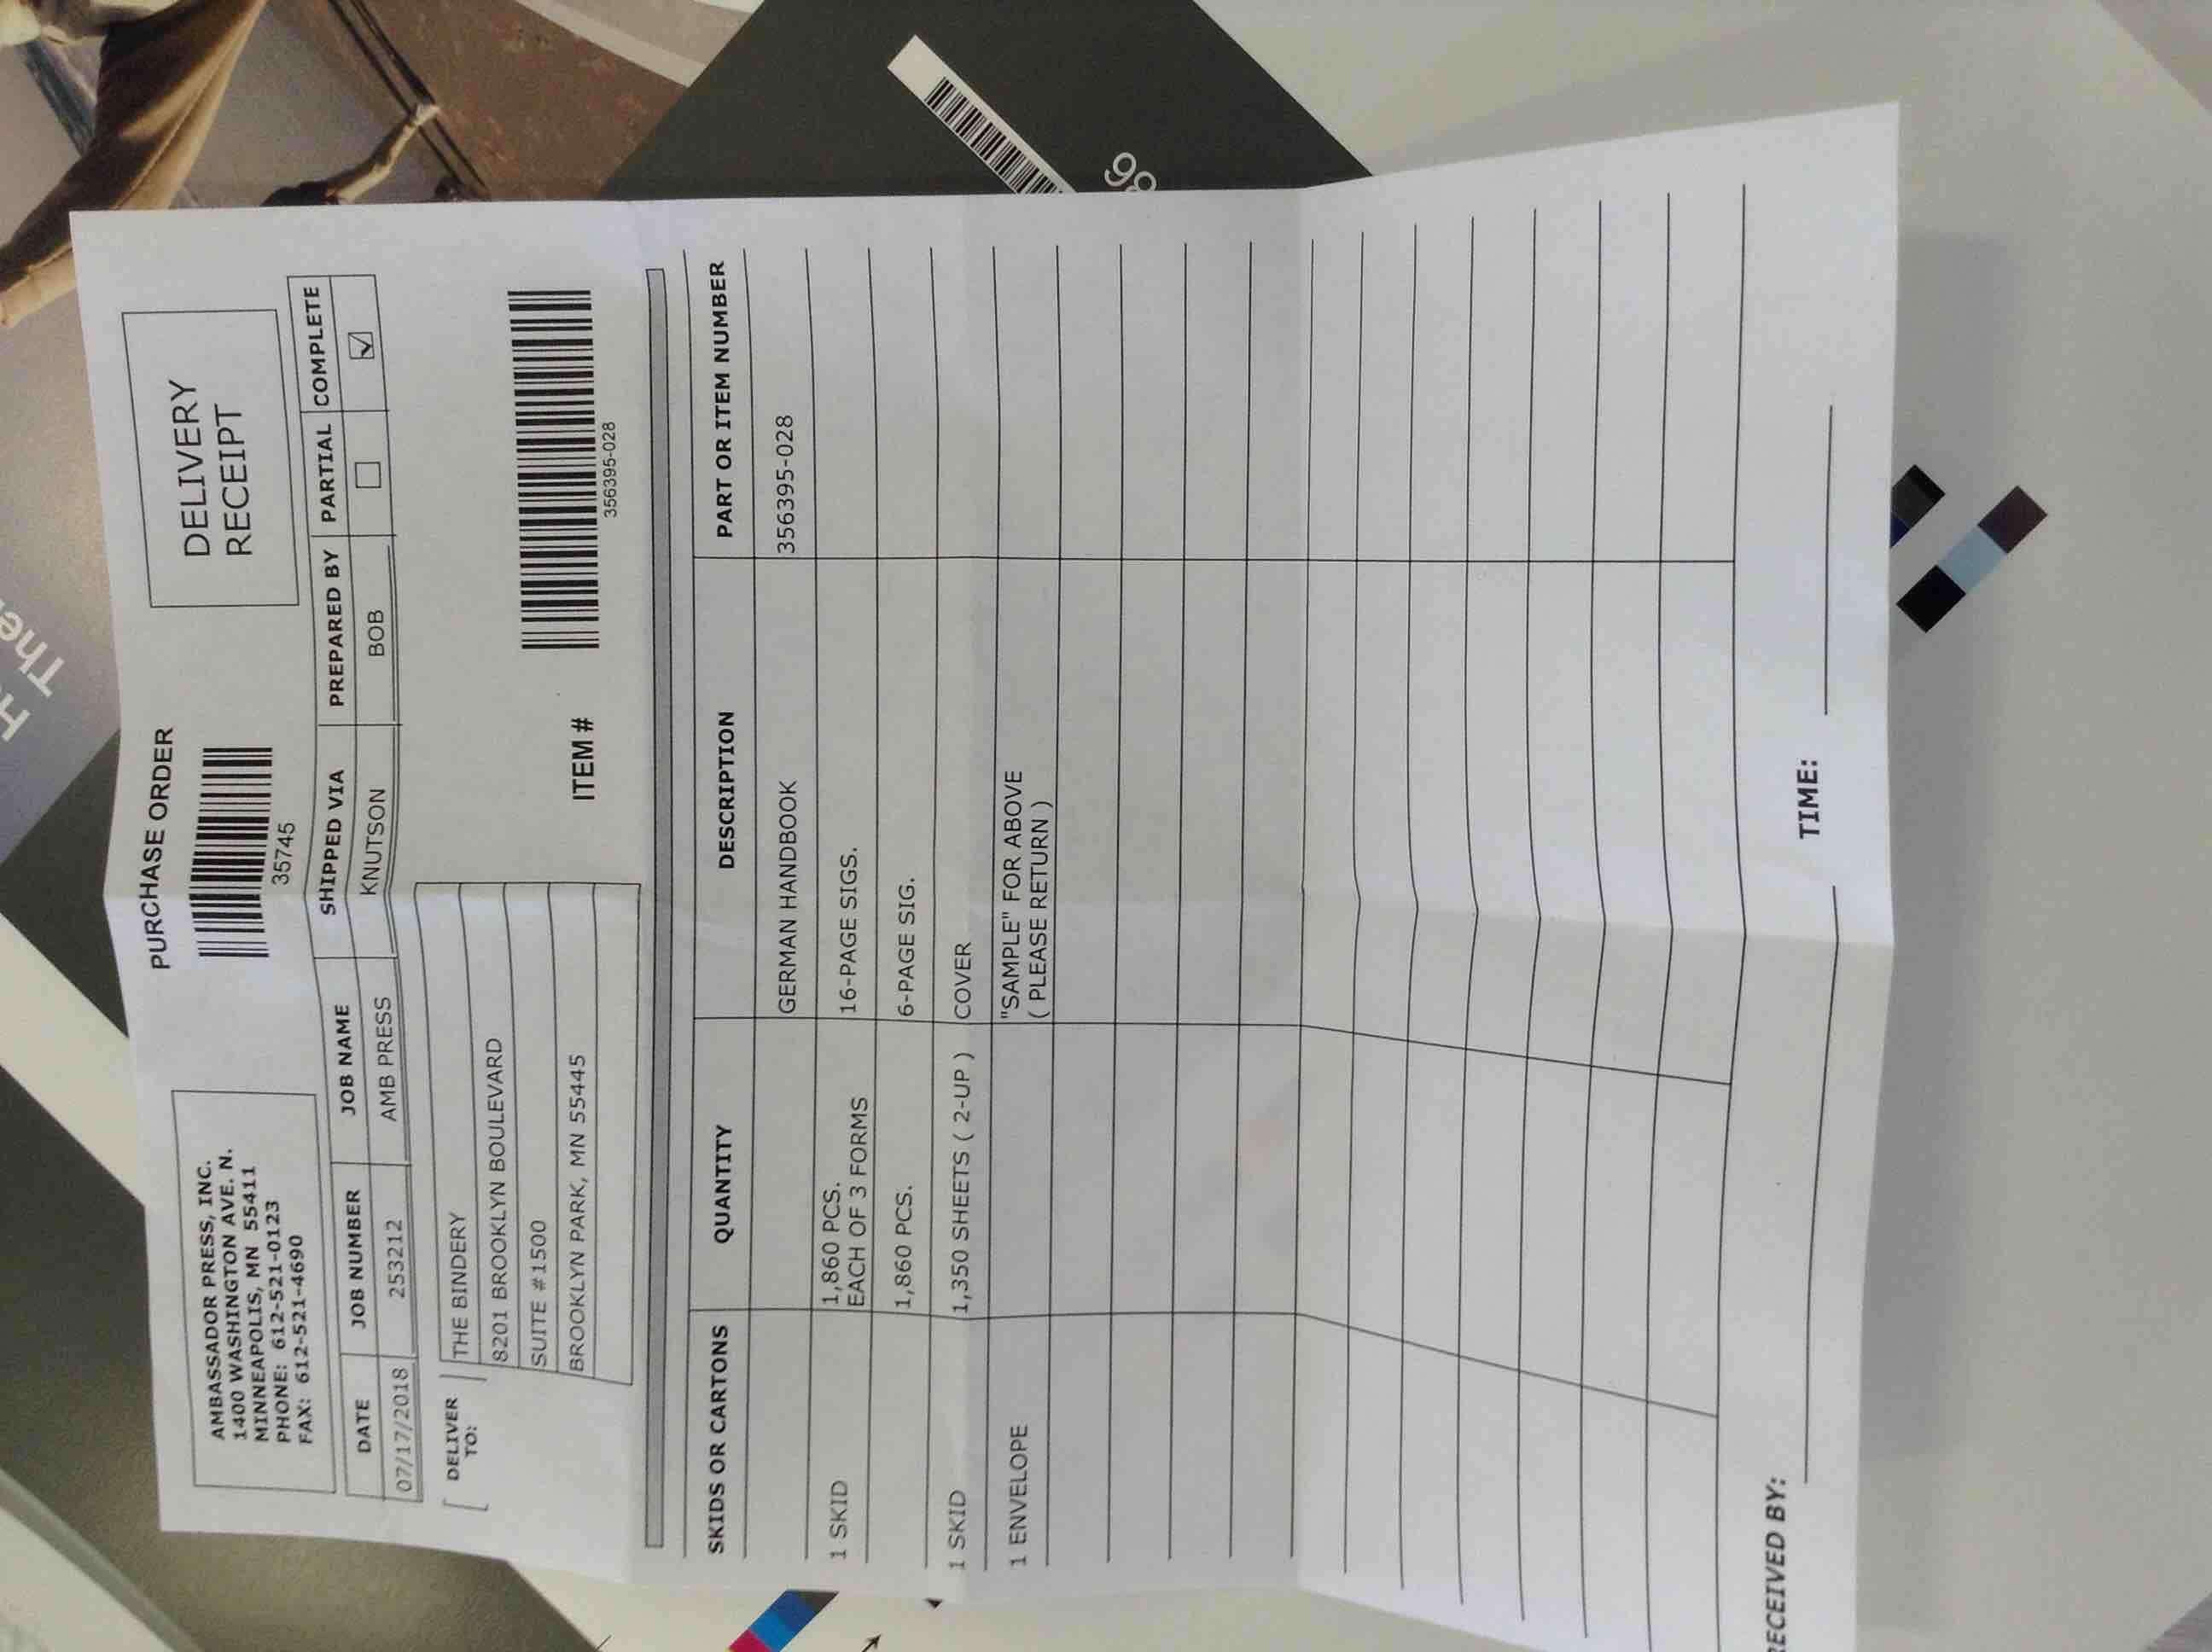 AMBASSADOR PRESS, INC.
1400 WASHINGTON AVE. N.
MINNEAPOLIS, MN 55411
PHONE: 612-521-0123
FAX: 612-521-4690
PURCHASE ORDER
35745
DELIVERY
RECEIPT
DATE JOB NUMBER JOB NAME SHIPPED VIA PREPARED BY PARTIAL COMPLETE
07/17/2018 253212 AMB PRESS KNUTSON BOB
DELIVER
TO:
THE BINDERY
8201 BROOKLYN BOULEVARD
SUITE #1500
BROOKLYN PARK, MN 55445
ITEM #
356395-028
SKIDS OR CARTONS QUANTITY DESCRIPTION PART OR ITEM NUMBER
GERMAN HANDBOOK 356395-028
1 SKID 1,860 PCS. 16-PAGE SIGS.
EACH OF 3 FORMS
1,860 PCS. 6-PAGE SIG.
1 SKID 1,350 SHEETS ( 2-UP ) COVER
1 ENVELOPE "SAMPLE" FOR ABOVE
( PLEASE RETURN )
RECEIVED BY: TIME:
98